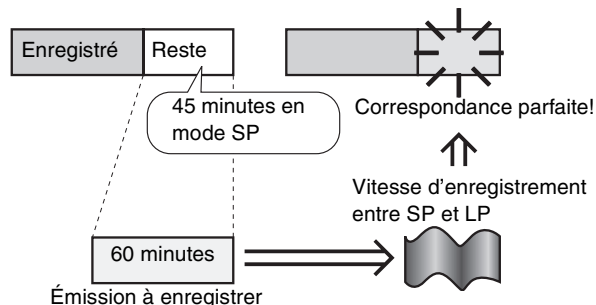 Enregistré
Reste
45 minutes en
mode SP
Correspondance parfaite!
Vitesse d'enregistrement
entre SP et LP
60 minutes
Émission à enregistrer